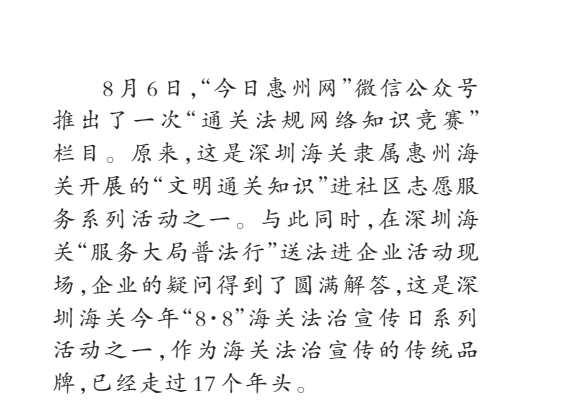 8月6日,“今日惠州网”微信公众号
推出了一次“通关法规网络知识竞赛”
栏目。原来,这是深圳海关隶属惠州海
关开展的“文明通关知识”进社区志愿服
务系列活动之一。与此同时,在深圳海
关“服务大局普法行”送法进企业活动现
场,企业的疑问得到了圆满解答,这是深
圳海关今年“8·8”海关法治宣传日系列
活动之一,作为海关法治宣传的传统品
牌,已经走过17个年头。